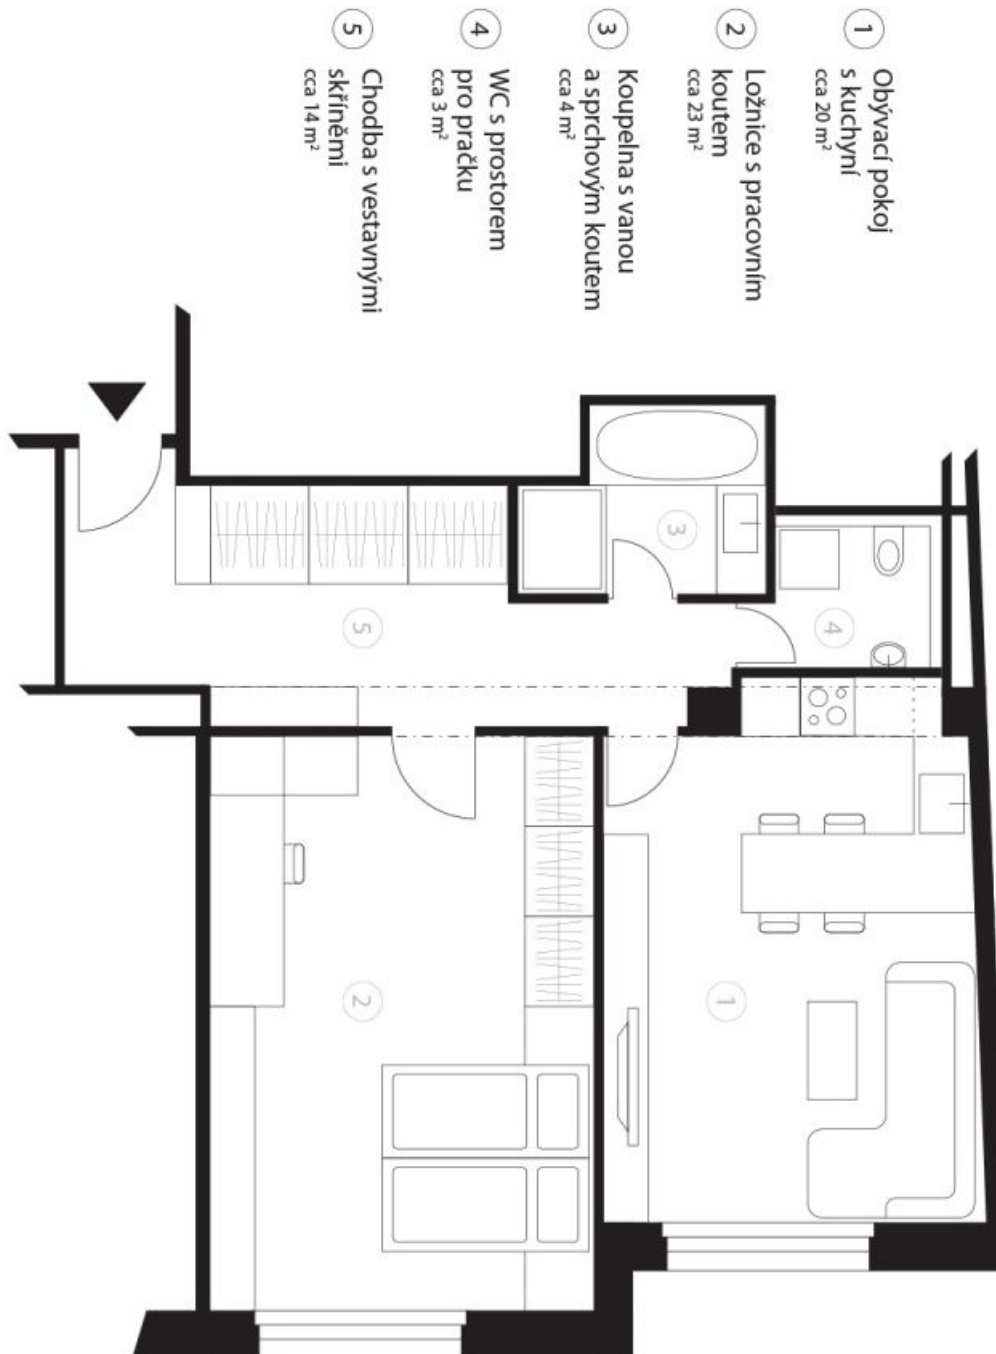 1
Obývací pokoj
s kuchyní
cca 20 m²
2
Ložnice s pracovním
koutem
cca 23 m²
3
Koupelna s vanou
a sprchovým koutem
cca 4 m²
4
WC s prostorem
pro pračku
cca 3 m²
5
Chodba s vestavnými
skříněmi
cca 14 m²
3
4
5
1
2